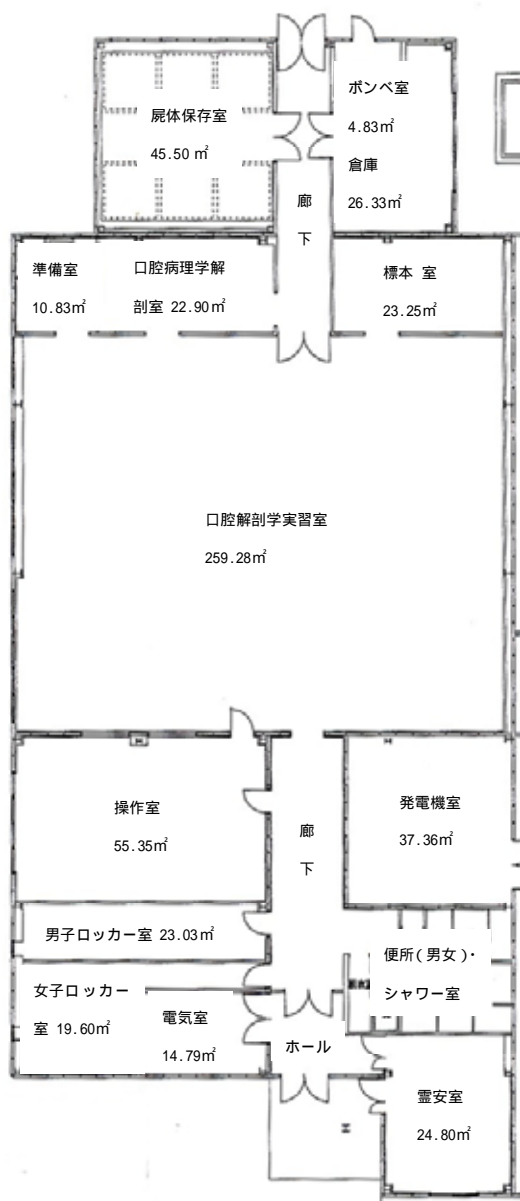 屍体保存室
45.50 ㎡
ボンベ室
4.83㎡
倉庫
26.33㎡
廊
下
準備室
10.83㎡
口腔病理学解
剖室 22.90㎡
標本 室
23.25㎡
口腔解剖学実習室
259.28㎡
操作室
55.35㎡
廊
下
発電機室
37.36㎡
男子ロッカー室 23.03㎡
便所(男女)・
シャワー室
女子ロッカー
室 19.60㎡
電気室
14.79㎡
ホール
霊安室
24.80㎡